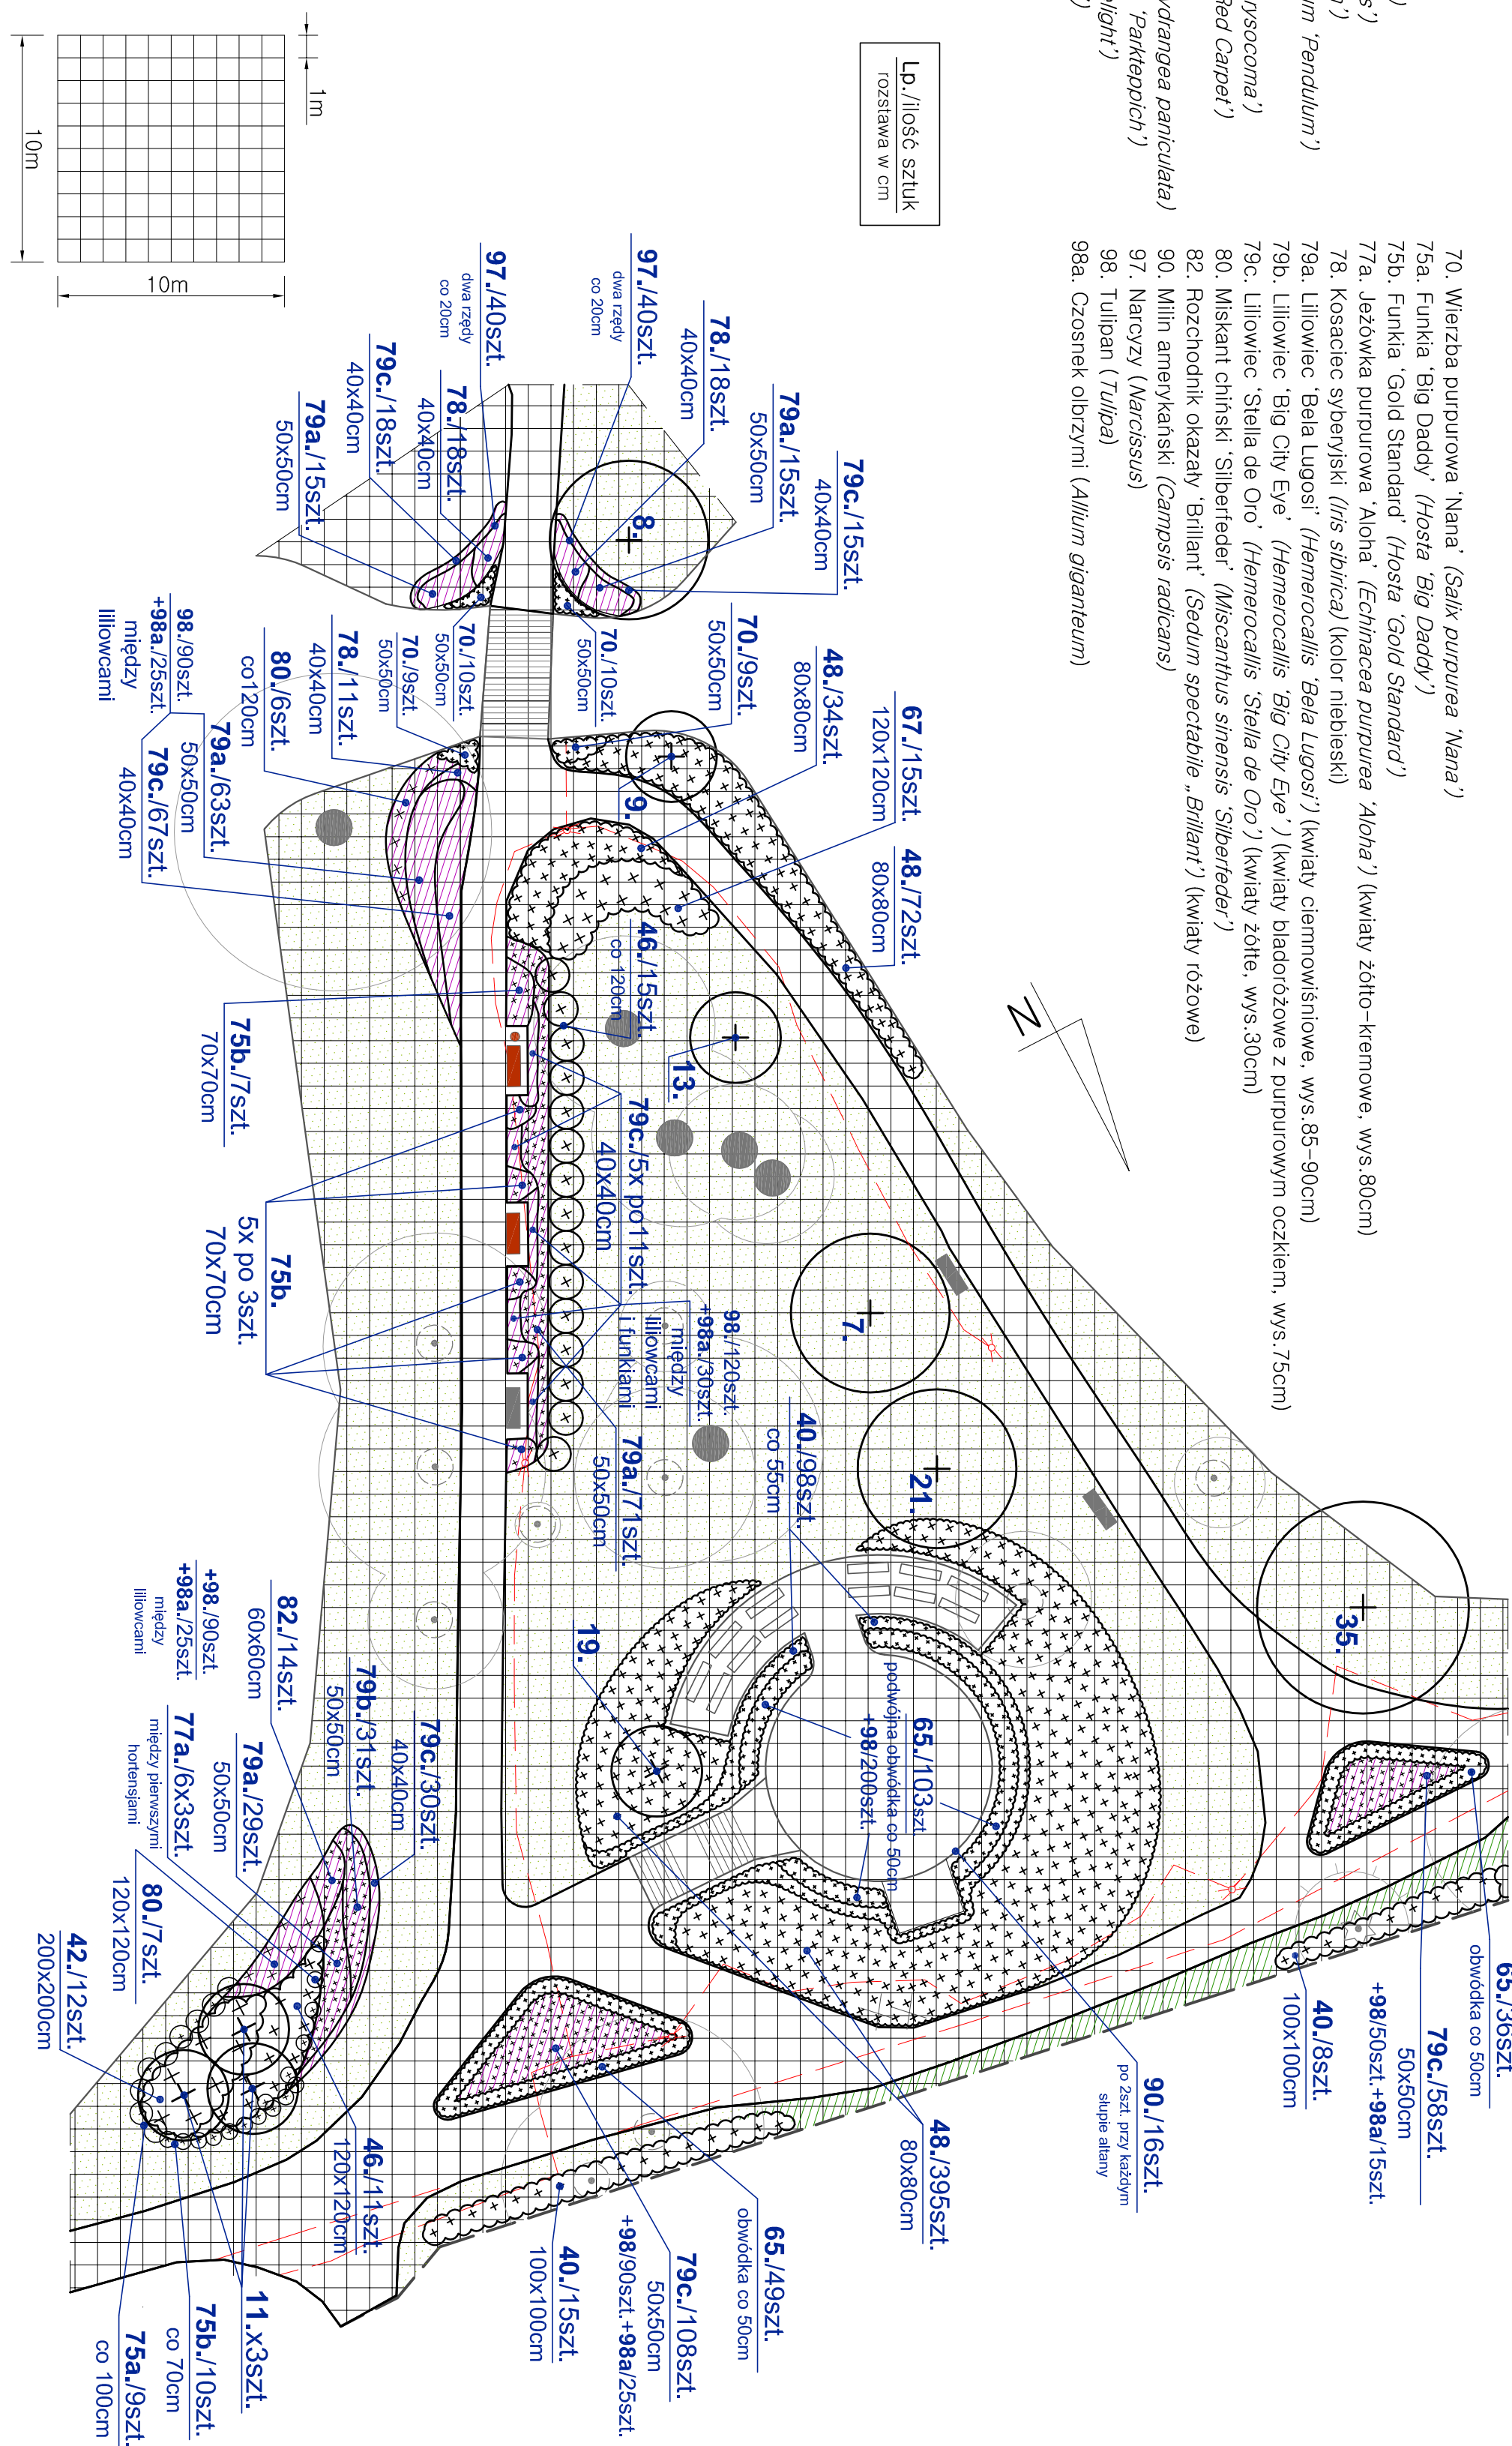 )
s')
n')
um 'Pendulum')
rysocoma')
Red Carpet')
ydrangea paniculata)
'Parkteppich')
elight')
')
70. Wierzba purpurowa 'Nana' (Salix purpurea 'Nana')
75a. Funkia 'Big Daddy' (Hosta 'Big Daddy')
75b. Funkia 'Gold Standard' (Hosta 'Gold Standard')
77a. Jeżówka purpurowa 'Aloha' (Echinacea purpurea 'Aloha') (kwiaty żółto-kremowe, wys.80cm)
78. Kosaciec syberyjski (Iris sibirica) (kolor niebieski)
79a. Liliowiec 'Bela Lugosi' (Hemerocallis 'Bela Lugosi') (kwiaty ciemnowiśniowe, wys.85-90cm)
79b. Liliowiec 'Big City Eye' (Hemerocallis 'Big City Eye') (kwiaty bladoróżowe z purpurowym oczkiem, wys.75cm)
79c. Liliowiec 'Stella de Oro' (Hemerocallis 'Stella de Oro') (kwiaty żółte, wys.30cm)
80. Miskant chiński 'Silberfeder' (Miscanthus sinensis 'Silberfeder')
82. Rozchodnik okazały 'Brillant' (Sedum spectabile „Brillant') (kwiaty różowe)
90. Milin amerykański (Campsis radicans)
97. Narcyzy (Narcissus)
98. Tulipan (Tulipa)
98a. Czosnek olbrzymi (Allium giganteum)
Lp./ilość sztuk
rozstawa w cm
1m
10m
10m
N
79c./15szt.
40x40cm
79a./15szt.
50x50cm
78./18szt.
40x40cm
97./40szt.
dwa rzędy
co 20cm
97./40szt.
dwa rzędy
co 20cm
78./18szt.
40x40cm
79c./18szt.
40x40cm
79a./15szt.
50x50cm
8.
67./15szt.
120x120cm
48./72szt.
80x80cm
48./34szt.
80x80cm
70./9szt.
50x50cm
70./10szt.
50x50cm
70./10szt.
50x50cm
70./9szt.
50x50cm
78./11szt.
40x40cm
80./6szt.
co120cm
98./90szt.
+98a./25szt.
między
liliowcami
79a./63szt.
50x50cm
79c./67szt.
40x40cm
9.
46./15szt.
co 120cm
13.
75b./7szt.
70x70cm
79c./5x po11szt.
40x40cm
75b.
5x po 3szt.
70x70cm
98./120szt.
+98a./30szt.
między
liliowcami
i funkiami
79a./71szt.
50x50cm
7.
21.
40./98szt.
co 55cm
35.
19.
65./103szt.
podwójna obwódka co 50cm
+98/200szt.
65./36szt.
obwódka co 50cm
79c./58szt.
50x50cm
+98/50szt.+98a/15szt.
40./8szt.
100x100cm
90./16szt.
po 2szt. przy każdym
słupie altany
48./395szt.
80x80cm
65./49szt.
obwódka co 50cm
79c./108szt.
50x50cm
+98/90szt.+98a/25szt.
40./15szt.
100x100cm
79c./30szt.
40x40cm
79b./31szt.
50x50cm
82./14szt.
60x60cm
+98./90szt.
+98a./25szt.
między
liliowcami
79a./29szt.
50x50cm
77a./6x3szt.
między pierwszymi
hortensjami
80./7szt.
120x120cm
42./12szt.
200x200cm
46./11szt.
120x120cm
11.x3szt.
75b./10szt.
co 70cm
75a./9szt.
co 100cm